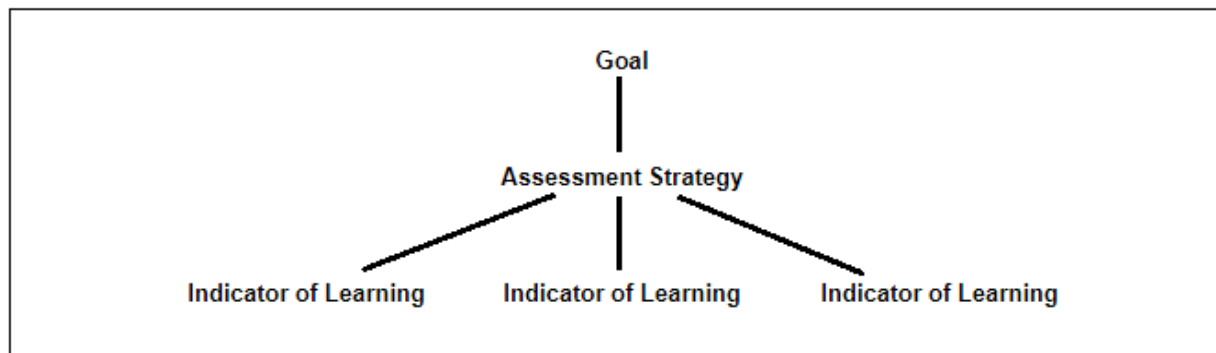 Goal
Assessment Strategy
Indicator of Learning Indicator of Learning Indicator of Learning